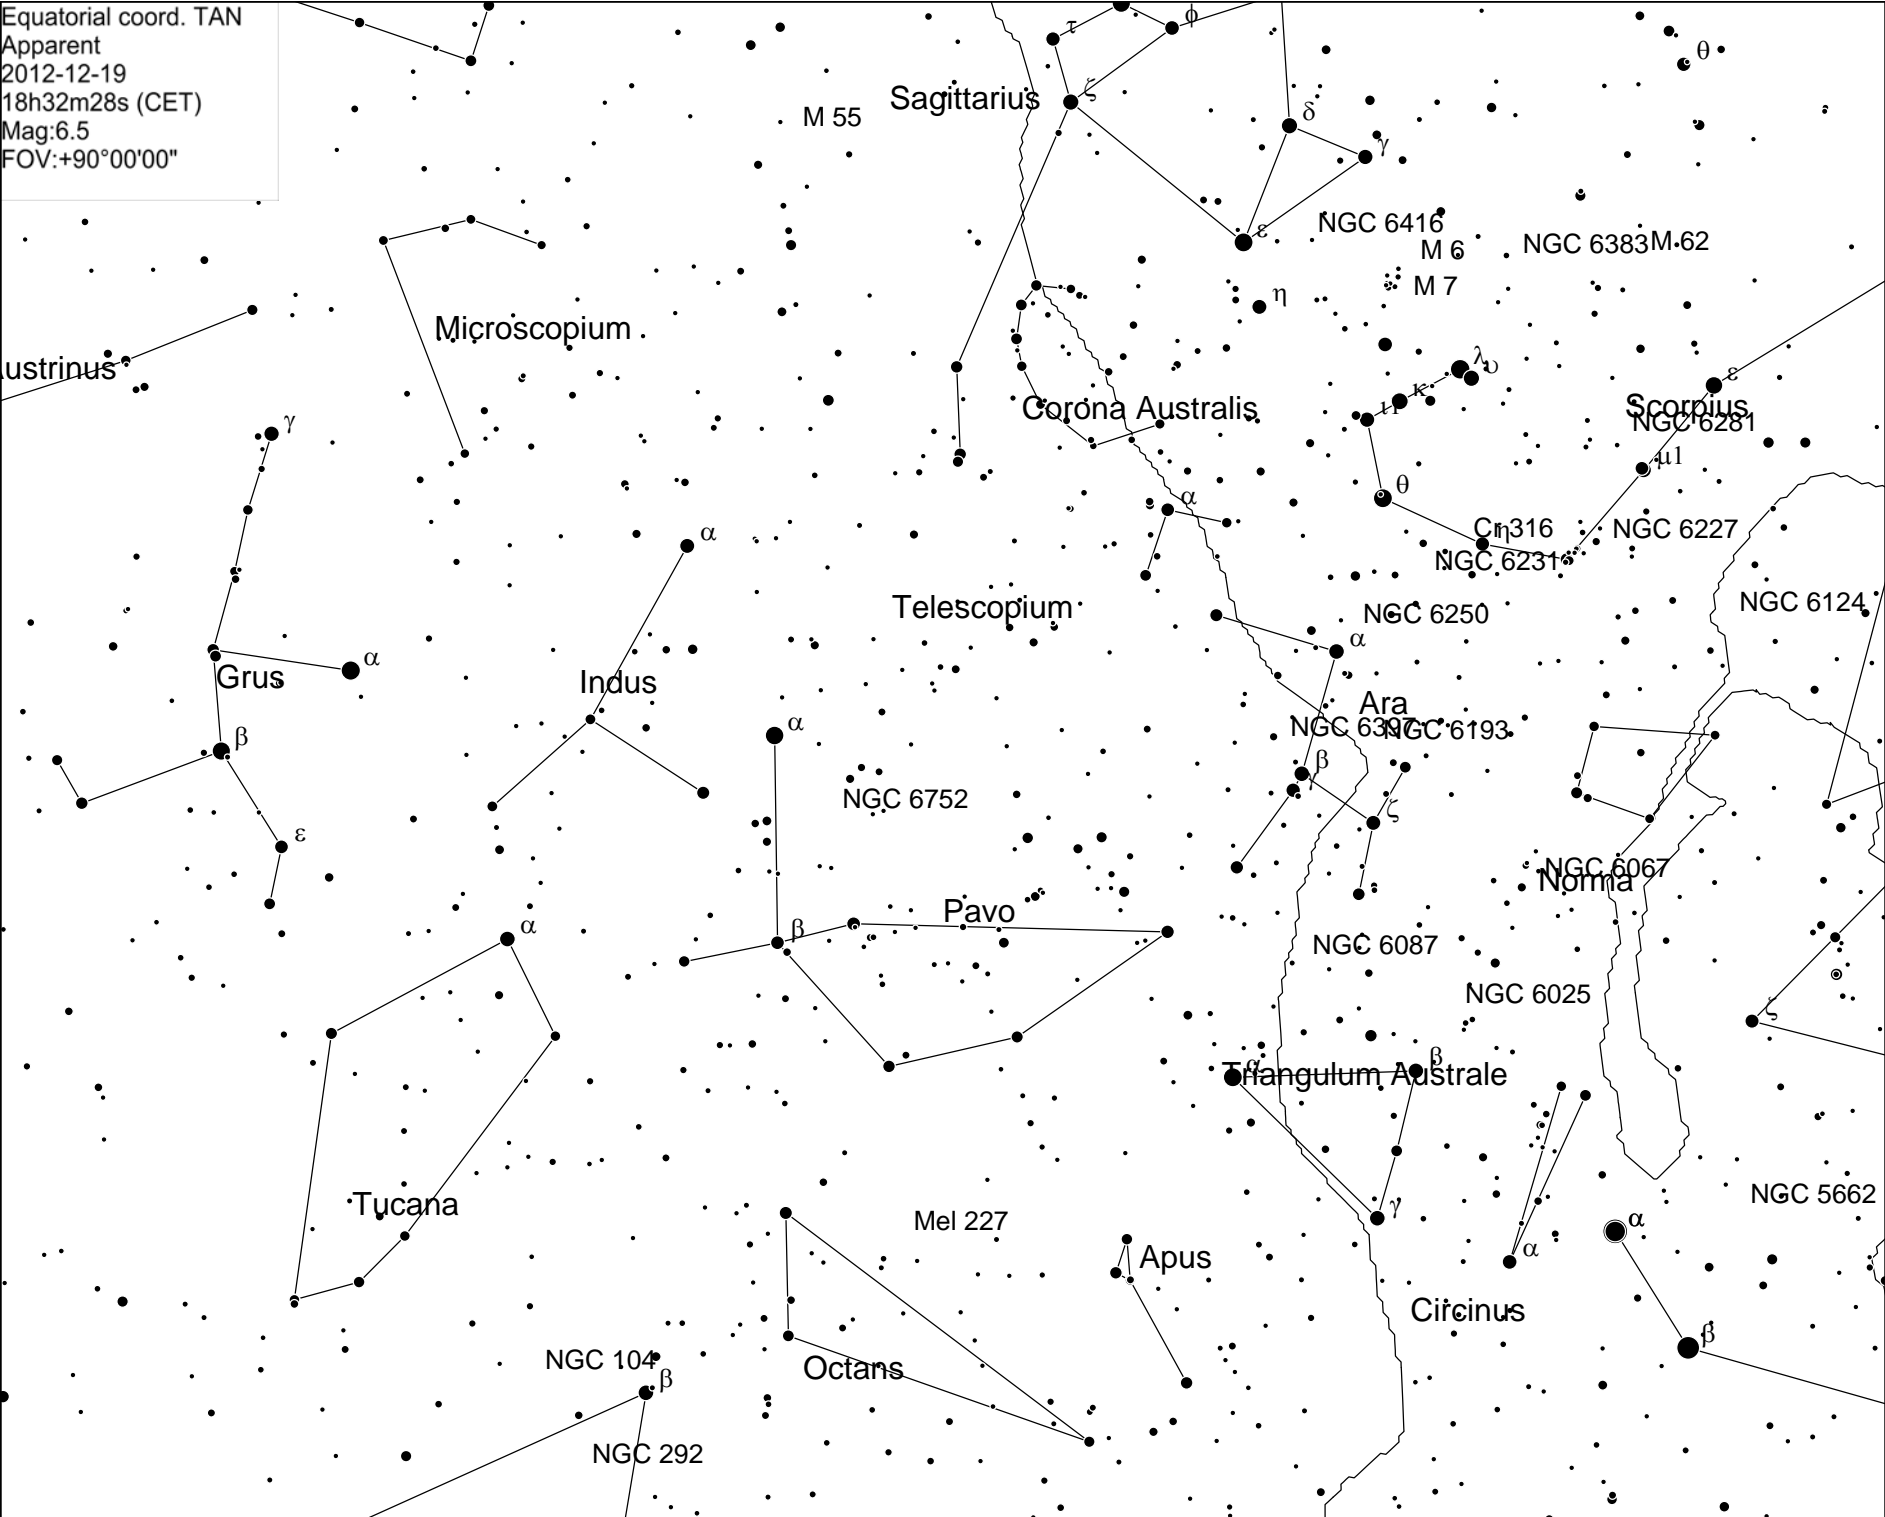 Equatorial coord. TAN
Apparent
2012-12-19
18h32m28s (CET)
Mag:6.5
FOV:+90°00'00"
τ
ϕ
θ
Sagittarius
ζ
M 55
δ
γ
NGC 6416
ε
M 6
NGC 6383
M 62
M 7
η
Microscopium
ustrinus
λ
υ
κ
ι1
ε
Scorpius
NGC 6281
Corona Australis
γ
μ1
θ
α
Cr 316
η
NGC 6227
NGC 6231
α
Telescopium
NGC 6250
NGC 6124
α
α
Grus
Indus
Ara
NGC 6397
NGC 6193
α
β
β
γ
NGC 6752
ζ
ε
NGC 6067
Norma
Pavo
α
β
NGC 6087
NGC 6025
ζ
α
β
Triangulum Australe
Tucana
NGC 5662
γ
Mel 227
α
α
Apus
Circinus
β
NGC 104
β
Octans
NGC 292